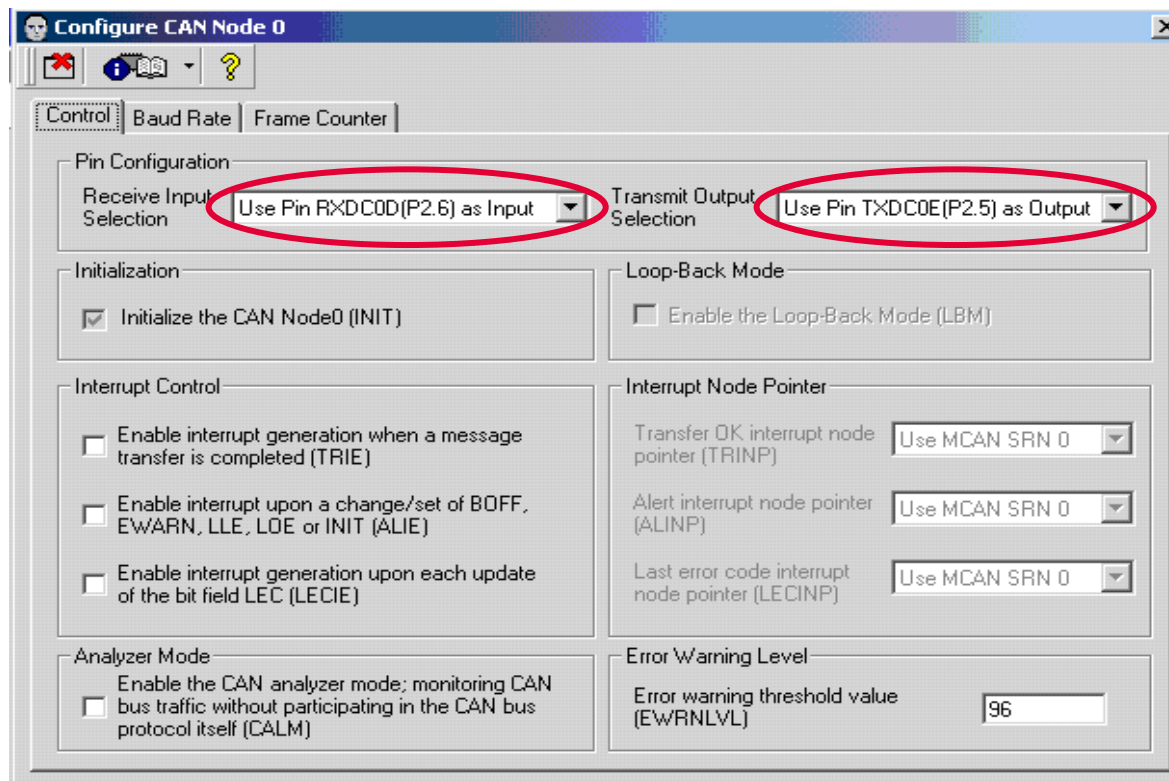 Configure CAN Node 0
Control
Baud Rate
Frame Counter
Pin Configuration
Receive Input
Selection
Use Pin RXDC0D(P2.6) as Input
Transmit Output
Selection
Use Pin TXDC0E(P2.5) as Output
Initialization
Initialize the CAN Node0 (INIT)
Loop-Back Mode
Enable the Loop-Back Mode (LBM)
Interrupt Control
Enable interrupt generation when a message
transfer is completed (TRIE)
Enable interrupt upon a change/set of BOFF,
EWARN, LLE, LOE or INIT (ALIE)
Enable interrupt generation upon each update
of the bit field LEC (LECIE)
Interrupt Node Pointer
Transfer OK interrupt node
pointer (TRINP)
Use MCAN SRN 0
Alert interrupt node pointer
(ALINP)
Use MCAN SRN 0
Last error code interrupt
node pointer (LECINP)
Use MCAN SRN 0
Analyzer Mode
Enable the CAN analyzer mode; monitoring CAN
bus traffic without participating in the CAN bus
protocol itself (CALM)
Error Warning Level
Error warning threshold value
(EWRNLVL)
96